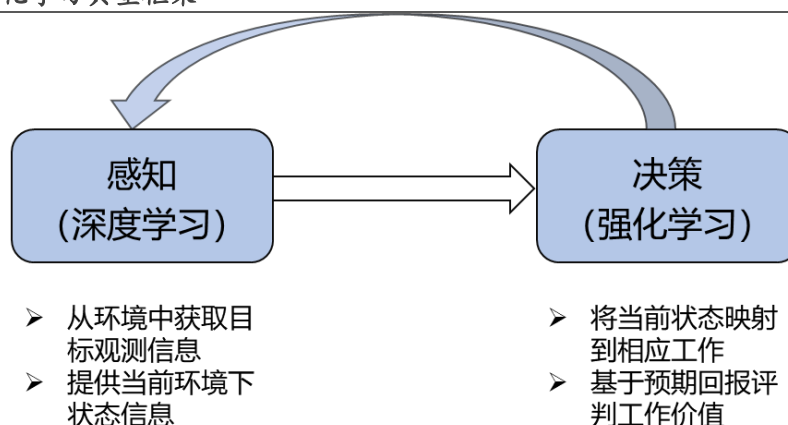 感知
(深度学习)
决策
(强化学习)
从环境中获取目
标观测信息
提供当前环境下
状态信息
将当前状态映射
到相应工作
基于预期回报评
判工作价值